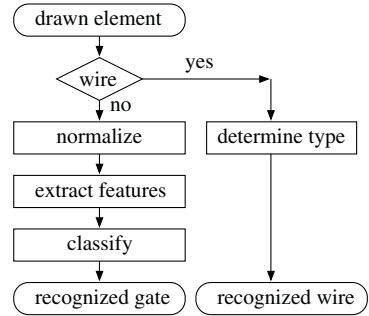 drawn element
wire
yes
no
normalize
determine type
extract features
classify
recognized gate
recognized wire